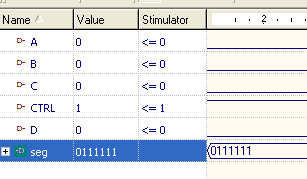 Name Value Stimulator 2
A 0 <= 0
B 0 <= 0
C 0 <= 0
CTRL 1 <= 1
D 0 <= 0
seg 0111111 0111111